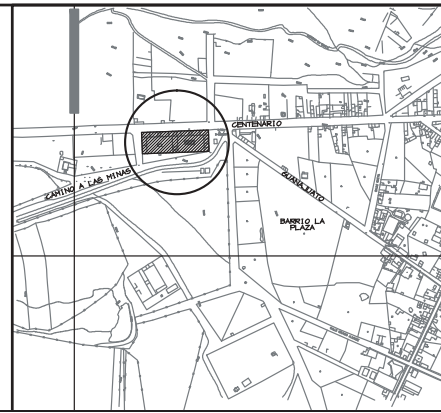 CENTENARIO
CAMINO A LAS MINAS
GUANAJUATO
BARRIO LA
PLAZA